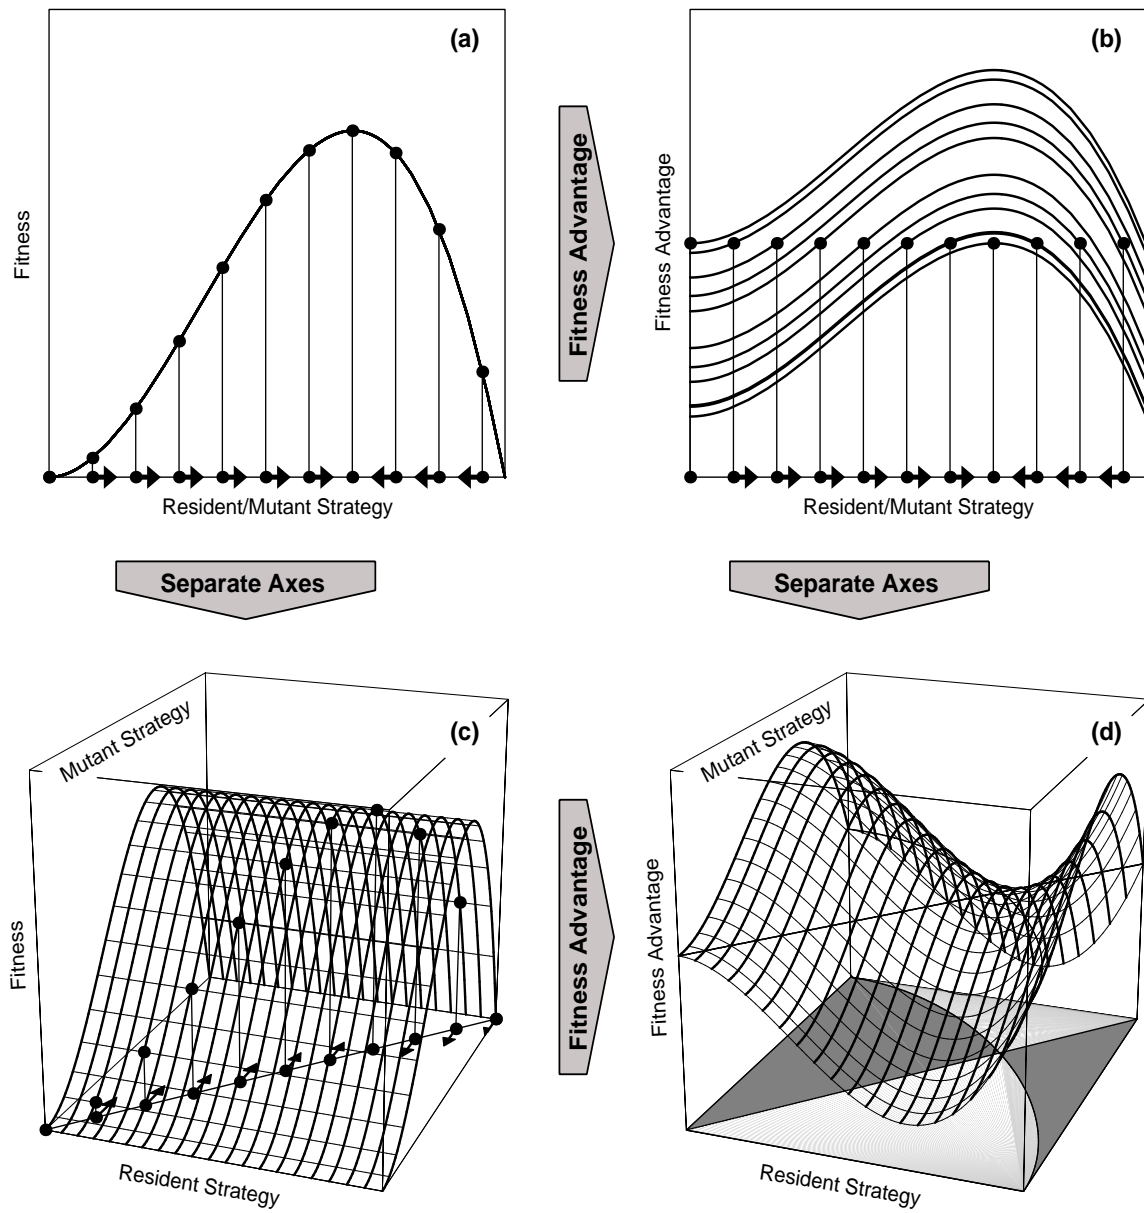 (a)
(b)
Fitness
Fitness Advantage
Fitness Advantage
Resident/Mutant Strategy
Resident/Mutant Strategy
Separate Axes
Separate Axes
Mutant Strategy
(c)
Mutant Strategy
(d)
Fitness
Fitness Advantage
Fitness Advantage
Resident Strategy
Resident Strategy